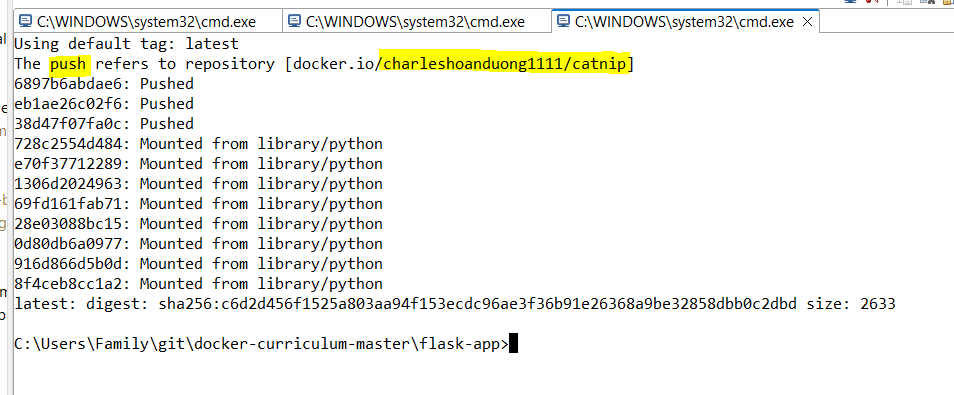 C:\WINDOWS\system32\cmd.exe
C:\WINDOWS\system32\cmd.exe
C:\WINDOWS\system32\cmd.exe
Using default tag: latest
The push refers to repository [docker.io/charleshoanduong1111/catnip]
6897b6abdae6: Pushed
eb1ae26c02f6: Pushed
38d47f07fa0c: Pushed
728c2554d484: Mounted from library/python
e70f37712289: Mounted from library/python
1306d2024963: Mounted from library/python
69fd161fab71: Mounted from library/python
28e03088bc15: Mounted from library/python
0d80db6a0977: Mounted from library/python
916d866d5b0d: Mounted from library/python
8f4ceb8cc1a2: Mounted from library/python
latest: digest: sha256:c6d2d456f1525a803aa94f153ecdc96ae3f36b91e26368a9be32858dbb0c2dbd size: 2633
C:\Users\Family\git\docker-curriculum-master\flask-app>